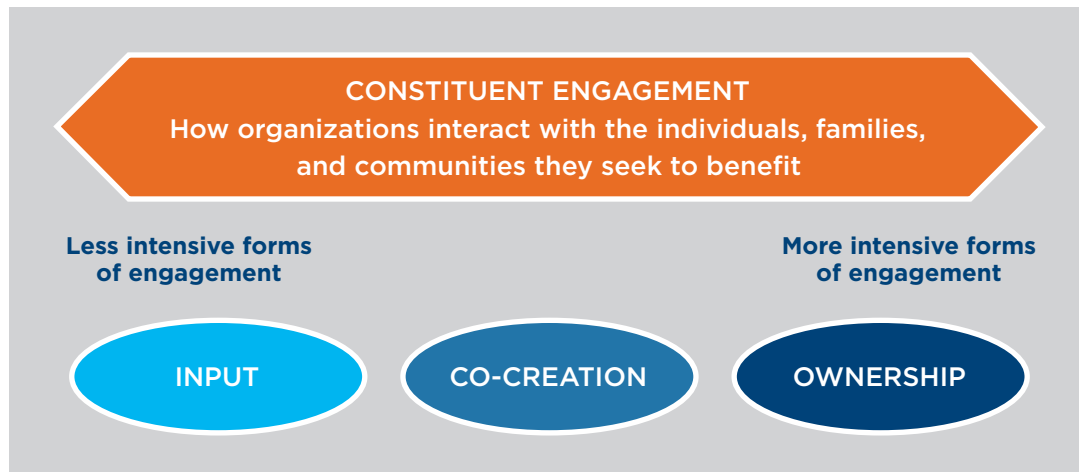 CONSTITUENT ENGAGEMENT
How organizations interact with the individuals, families,
and communities they seek to benefit
Less intensive forms
of engagement
More intensive forms
of engagement
INPUT
CO-CREATION
OWNERSHIP